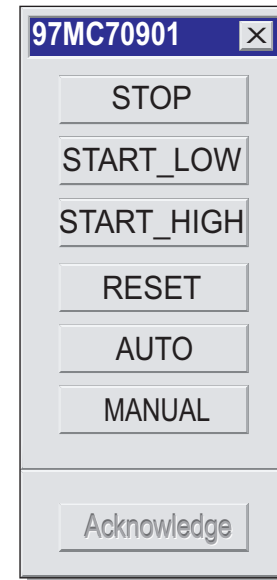 97MC70901
STOP
START_LOW
START_HIGH
RESET
AUTO
MANUAL
Acknowledge